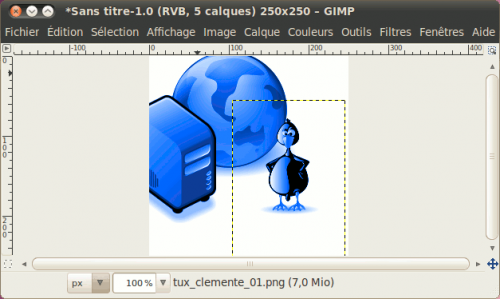 *Sans titre-1.0 (RVB, 5 calques) 250x250 – GIMP
Fichier Édition Sélection Affichage Image Calque Couleurs Outils Filtres Fenêtres Aide
-100 0 100 200 300 400
0
100
200
px 100% tux_clemente_01.png (7,0 Mio)